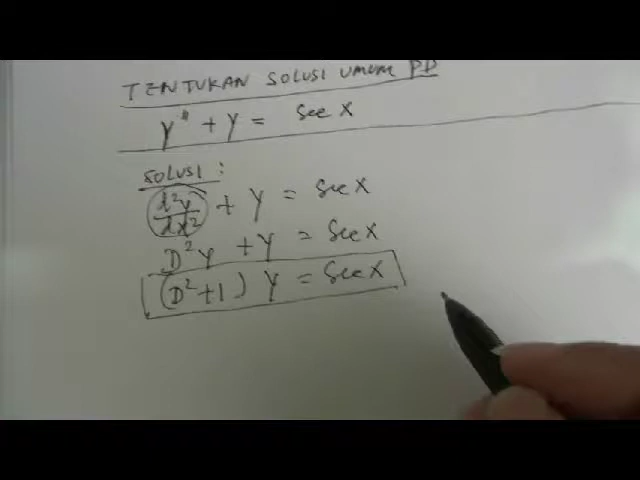 TENTUKAN SOLUSI UMUM PD
y" + y = sec x
SOLUSI :
d²y/dx² + y = sec x
D²y + y = sec x
(D²+1) y = sec x